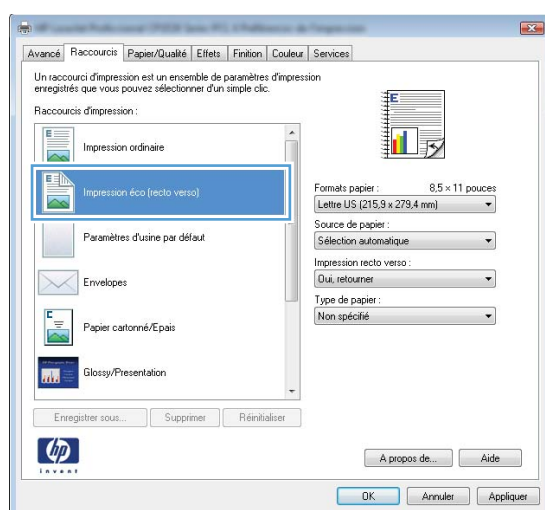 Avancé Raccourcis Papier/Qualité Effets Finition Couleur Services
Un raccourci d'impression est un ensemble de paramètres d'impression
enregistrés que vous pouvez sélectionner d'un simple clic.
Raccourcis d'impression :
Impression ordinaire
Impression éco (recto verso)
Paramètres d'usine par défaut
Envelopes
Papier cartonné/Epais
Glossy/Presentation
Enregistrer sous... Supprimer Réinitialiser
Formats papier : 8,5 × 11 pouces
Lettre US (215,9 x 279,4 mm)
Source de papier :
Sélection automatique
Impression recto verso :
Oui, retourner
Type de papier :
Non spécifié
hp
invent
A propos de... Aide
OK Annuler Appliquer